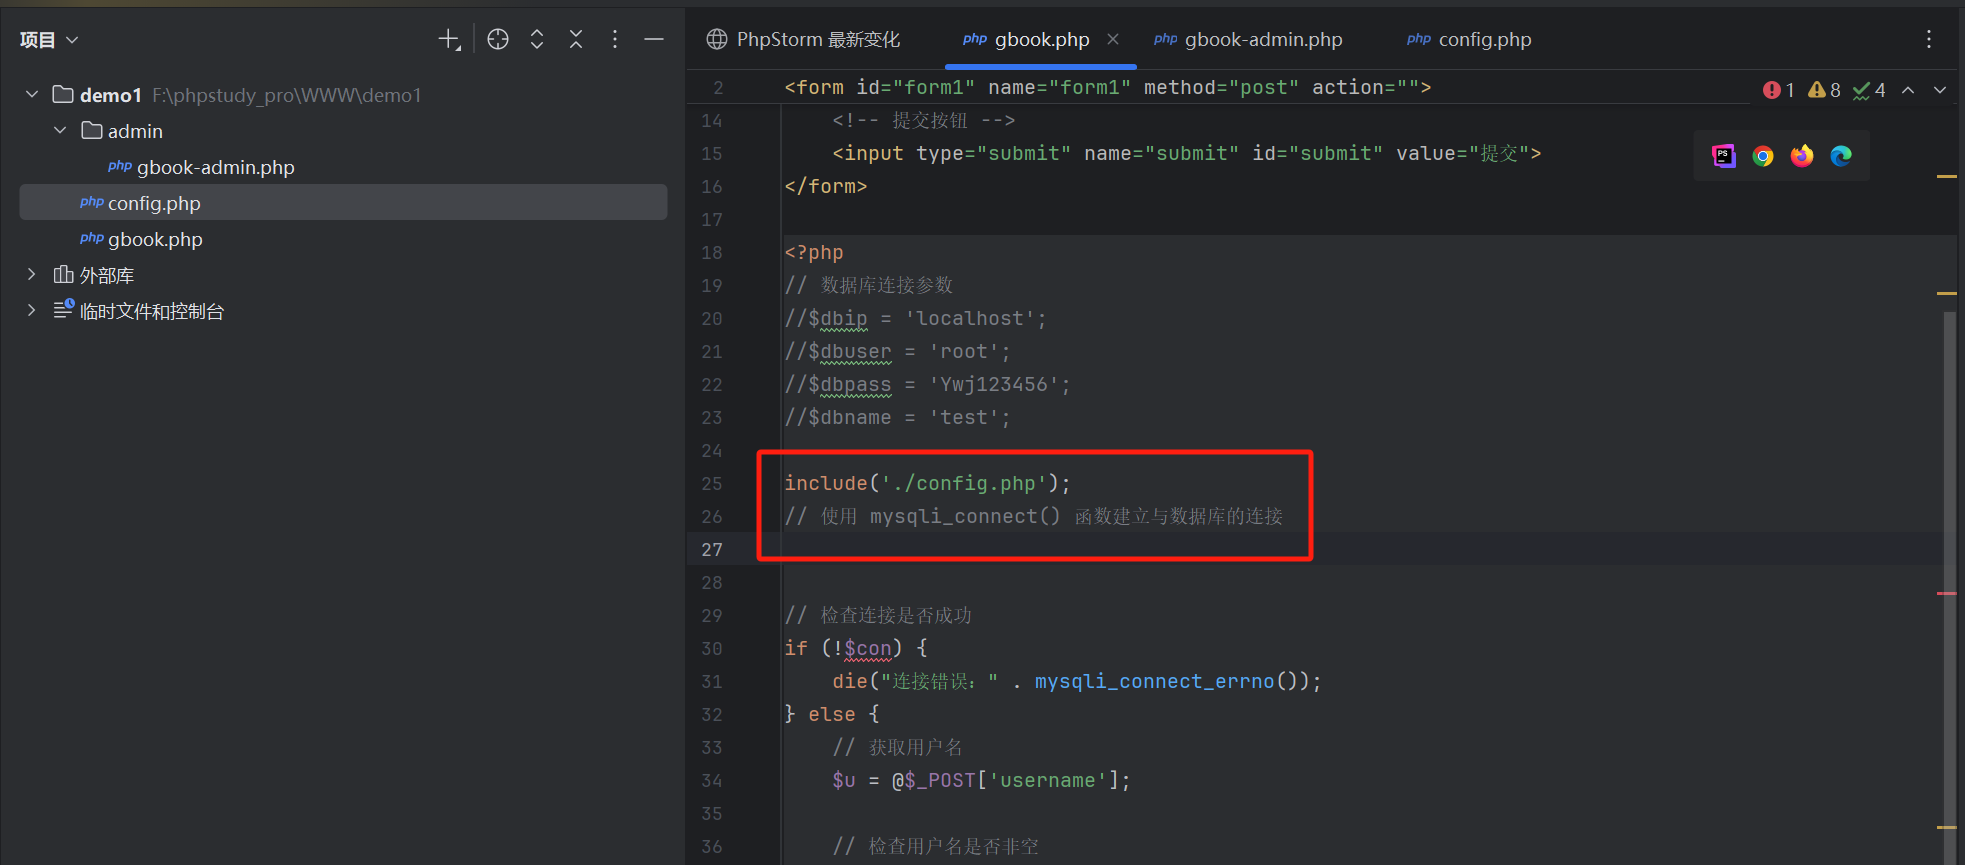 项目
demo1 F:\phpstudy_pro\WWW\demo1
admin
php gbook-admin.php
php config.php
php gbook.php
外部库
临时文件和控制台
PhpStorm 最新变化 php gbook.php php gbook-admin.php php config.php
2 <form id="form1" name="form1" method="post" action="">
1 8 4
14 <!-- 提交按钮 -->
15 <input type="submit" name="submit" id="submit" value="提交">
PS
16 </form>
17
18 <?php
19 // 数据库连接参数
20 //$dbip = 'localhost';
21 //$dbuser = 'root';
22 //$dbpass = 'Ywj123456';
23 //$dbname = 'test';
24
25 include('./config.php');
26 // 使用 mysqli_connect() 函数建立与数据库的连接
27
28
29 // 检查连接是否成功
30 if (!$con) {
31 die("连接错误: " . mysqli_connect_errno());
32 } else {
33 // 获取用户名
34 $u = @$_POST['username'];
35
36 // 检查用户名是否非空